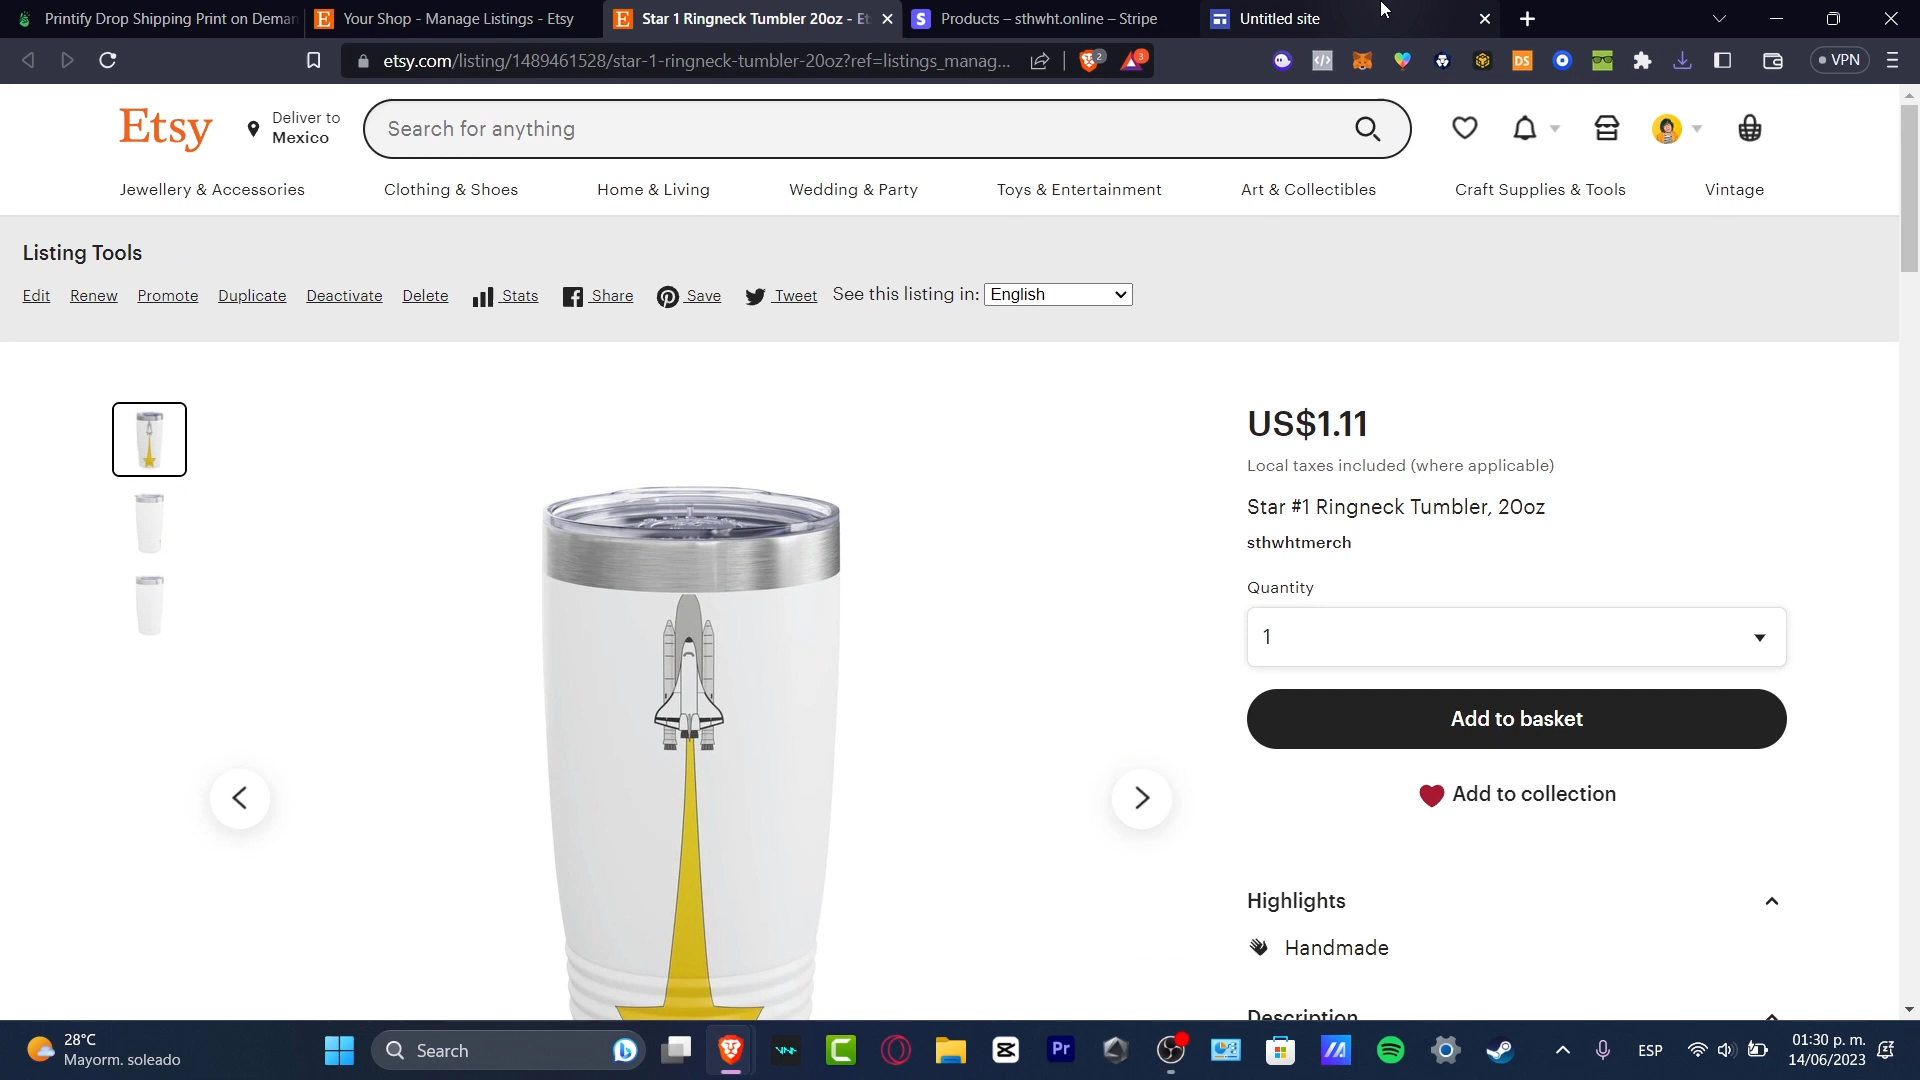 Printify Drop Shipping Print on Deman
Your Shop - Manage Listings - Etsy
Star 1 Ringneck Tumbler 20oz - Et
Products – sthwht.online – Stripe
Untitled site
etsy.com/listing/1489461528/star-1-ringneck-tumbler-20oz?ref=listings_manag...
2
3
DS
VPN
Etsy
Deliver to
Mexico
Search for anything
Jewellery & Accessories
Clothing & Shoes
Home & Living
Wedding & Party
Toys & Entertainment
Art & Collectibles
Craft Supplies & Tools
Vintage
Listing Tools
Edit
Renew
Promote
Duplicate
Deactivate
Delete
Stats
Share
Save
Tweet
See this listing in:
English
US$1.11
Local taxes included (where applicable)
Star #1 Ringneck Tumbler, 20oz
sthwhtmerch
Quantity
1
Add to basket
Add to collection
Highlights
Handmade
Description
28°C
Mayorm. soleado
Search
Pr
ESP
01:30 p. m.
14/06/2023